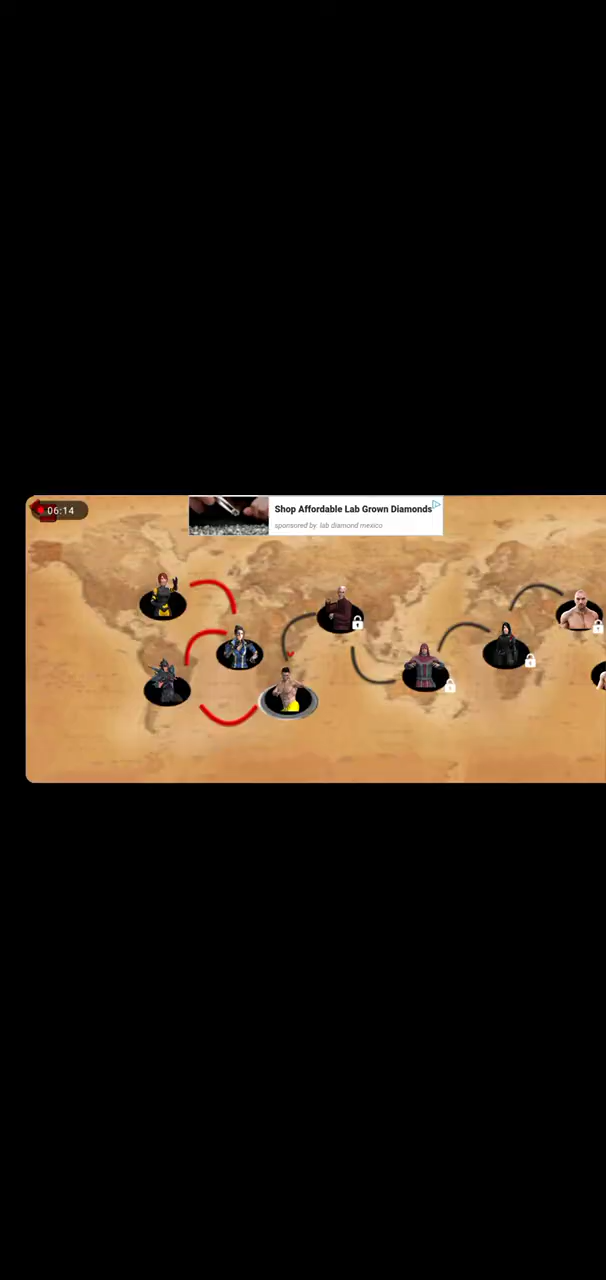 06:14
Shop Affordable Lab Grown Diamonds
sponsored by: lab diamond mexico